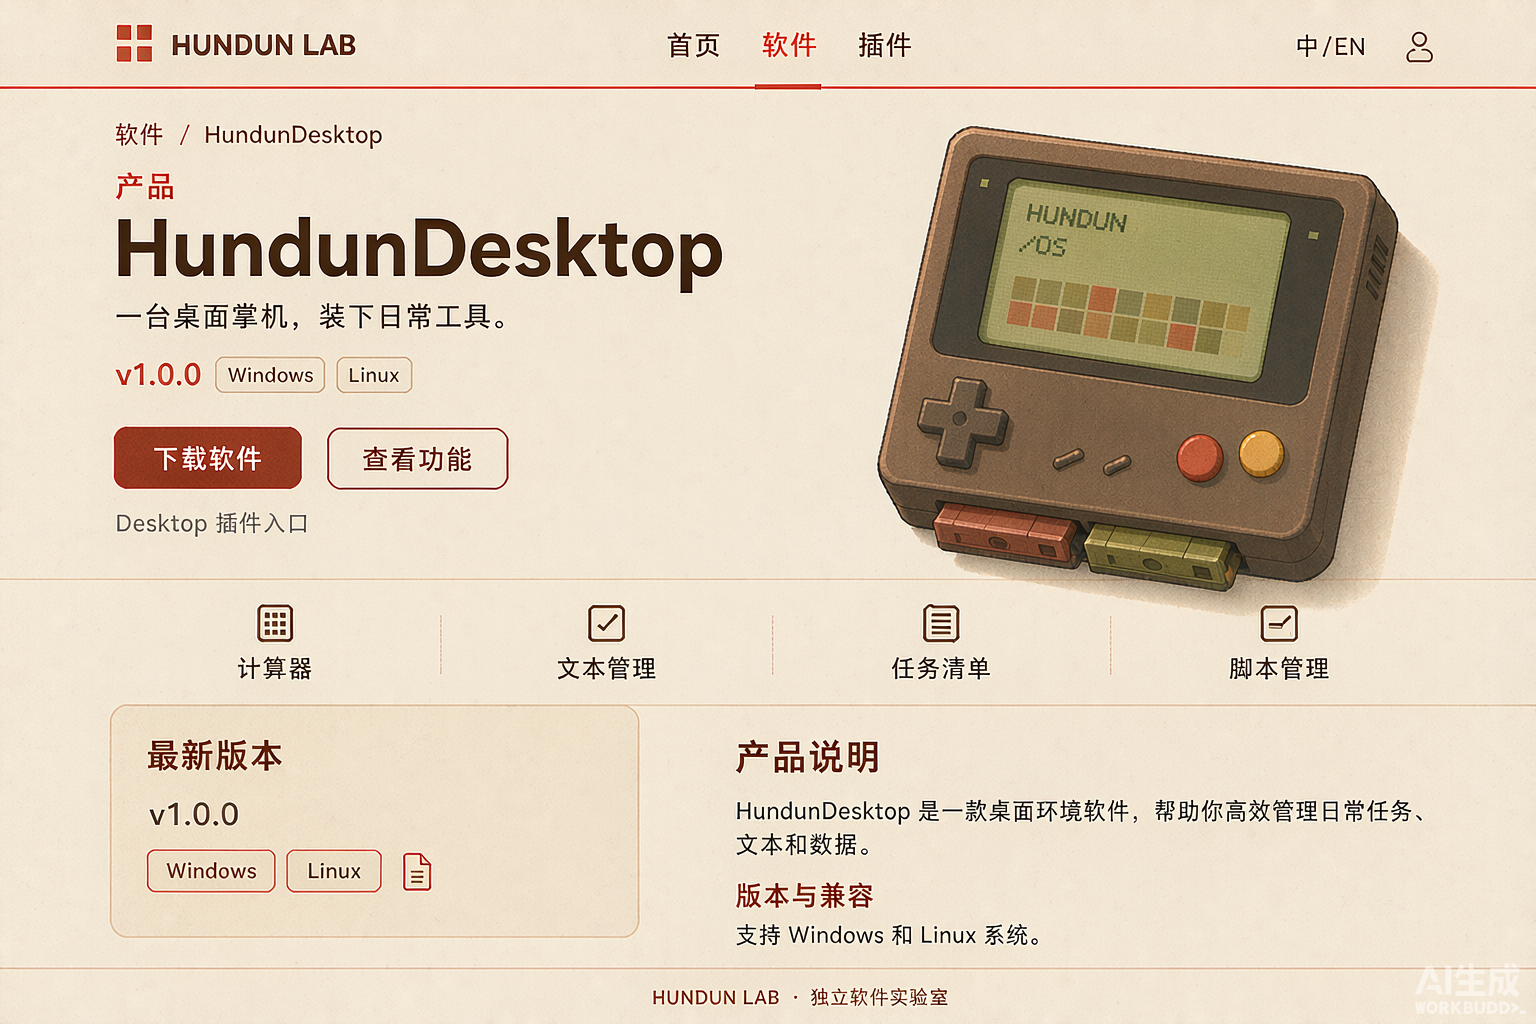 HUNDUN LAB
首页 软件 插件
中/EN
软件 / HundunDesktop
产品
HundunDesktop
一台桌面掌机，装下日常工具。
v1.0.0 Windows Linux
下载软件 查看功能
Desktop 插件入口
HUNDUN
/OS
计算器 文本管理 任务清单 脚本管理
最新版本
v1.0.0
Windows Linux
产品说明
HundunDesktop 是一款桌面环境软件，帮助你高效管理日常任务、
文本和数据。
版本与兼容
支持 Windows 和 Linux 系统。
HUNDUN LAB · 独立软件实验室
AI生成
WORKBUDD>_